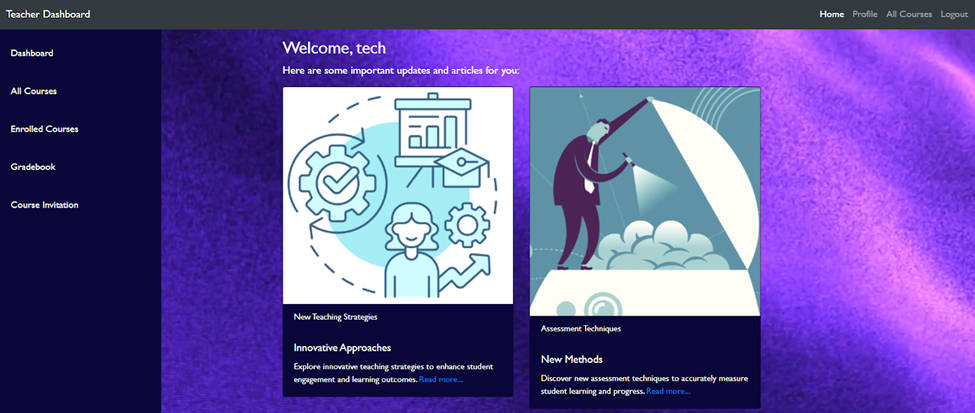 Teacher Dashboard
Home Profile All Courses Logout
Dashboard
All Courses
Enrolled Courses
Gradebook
Course Invitation
Welcome, tech
Here are some important updates and articles for you:
New Teaching Strategies
Innovative Approaches
Explore innovative teaching strategies to enhance student
engagement and learning outcomes. Read more...
Assessment Techniques
New Methods
Discover new assessment techniques to accurately measure
student learning and progress. Read more...